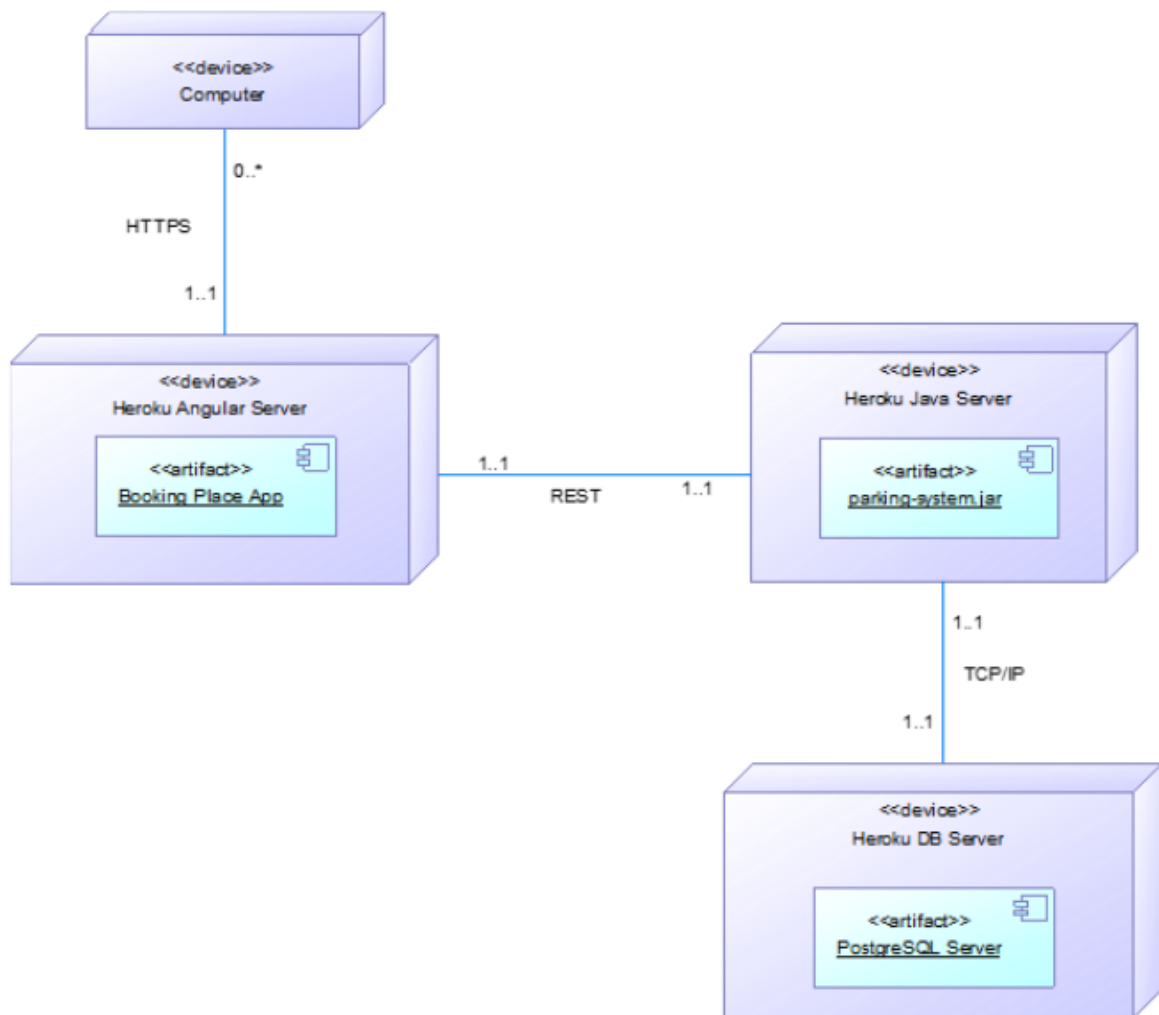 <<device>>
Computer
0..*
HTTPS
1..1
<<device>>
Heroku Angular Server
<<artifact>>
Booking Place App
1..1
REST
1..1
<<device>>
Heroku Java Server
<<artifact>>
parking-system.jar
1..1
TCP/IP
1..1
<<device>>
Heroku DB Server
<<artifact>>
PostgreSQL Server